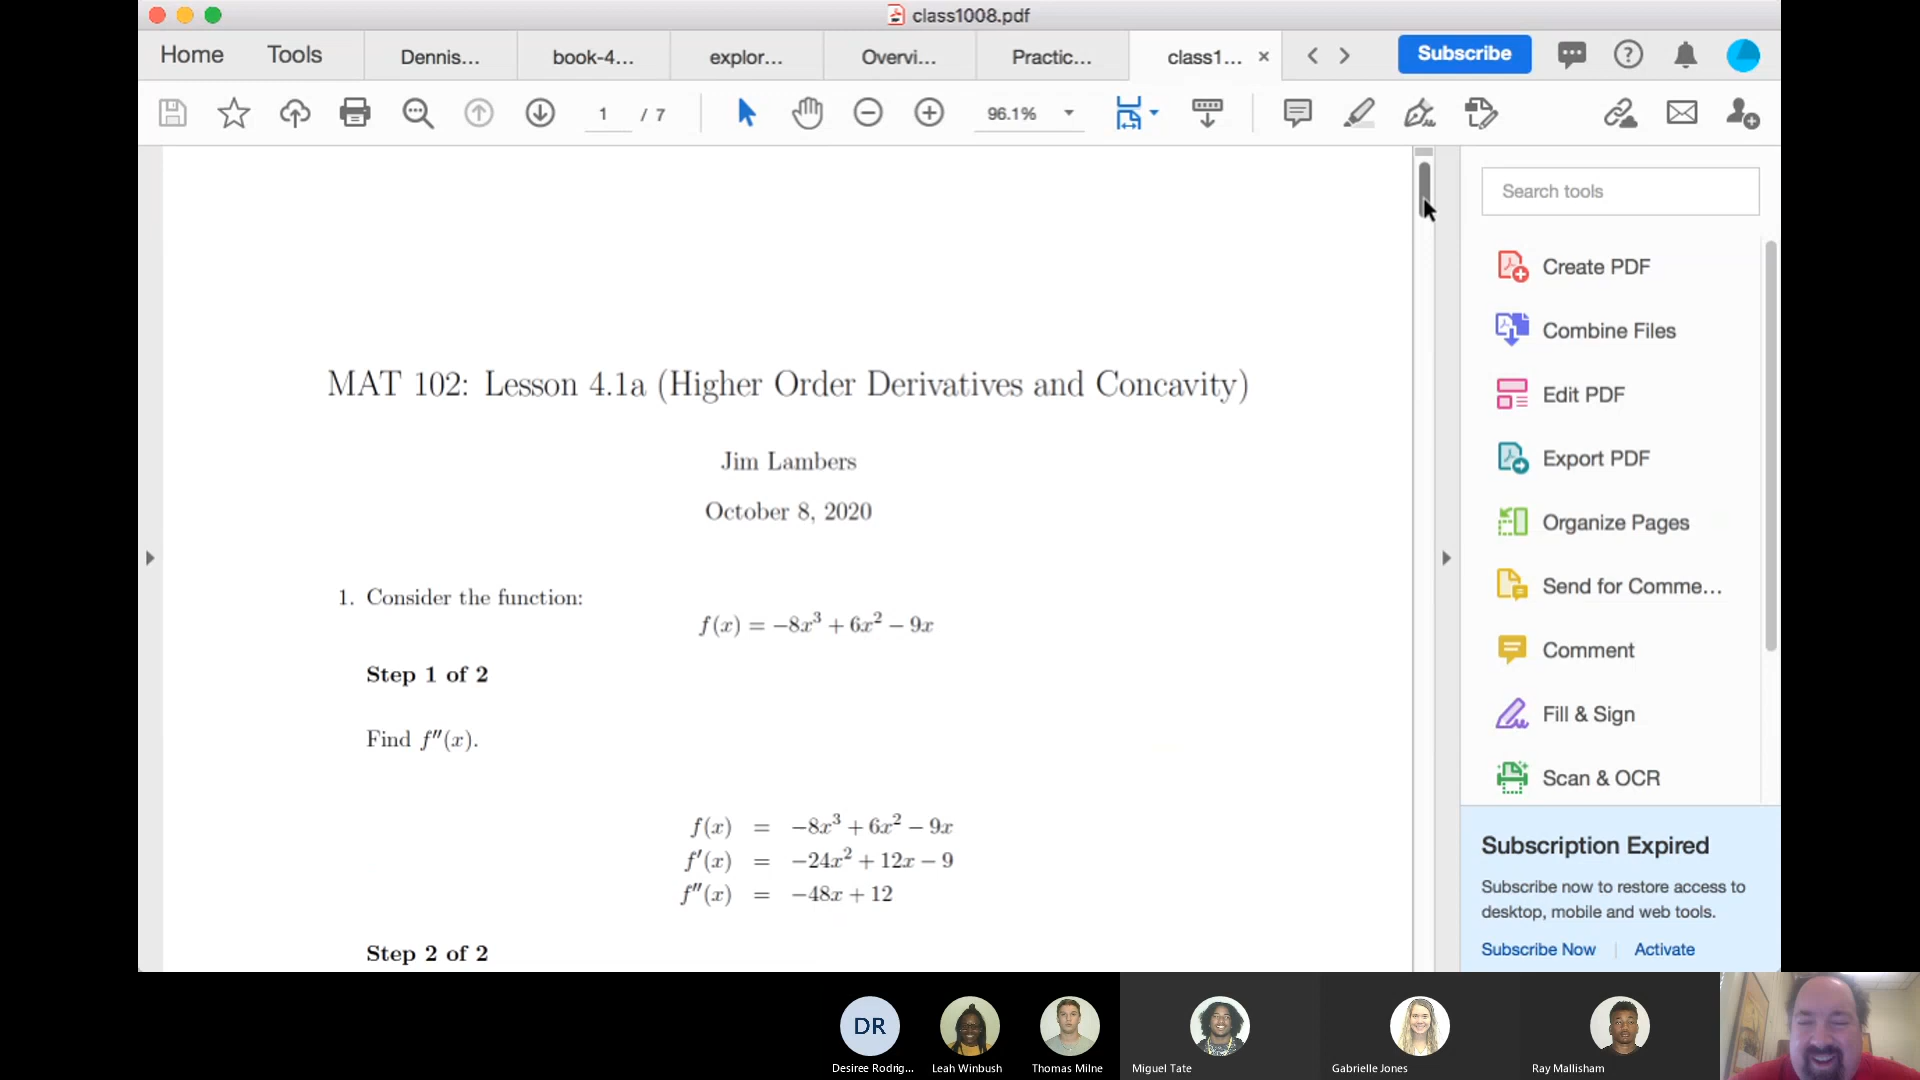 class1008.pdf
Home Tools Dennis... book-4... explor... Overvi... Practic... class1... × Subscribe
1 / 7 96.1%
Search tools
Create PDF
Combine Files
Edit PDF
Export PDF
Organize Pages
Send for Comme...
Comment
Fill & Sign
Scan & OCR
Subscription Expired
Subscribe now to restore access to
desktop, mobile and web tools.
Subscribe Now | Activate
MAT 102: Lesson 4.1a (Higher Order Derivatives and Concavity)
Jim Lambers
October 8, 2020
1. Consider the function:
f(x) = −8x³ + 6x² − 9x
Step 1 of 2
Find f″(x).
f(x) = −8x³ + 6x² − 9x
f′(x) = −24x² + 12x − 9
f″(x) = −48x + 12
Step 2 of 2
DR
Desiree Rodrig... Leah Winbush Thomas Milne Miguel Tate Gabrielle Jones Ray Mallisham